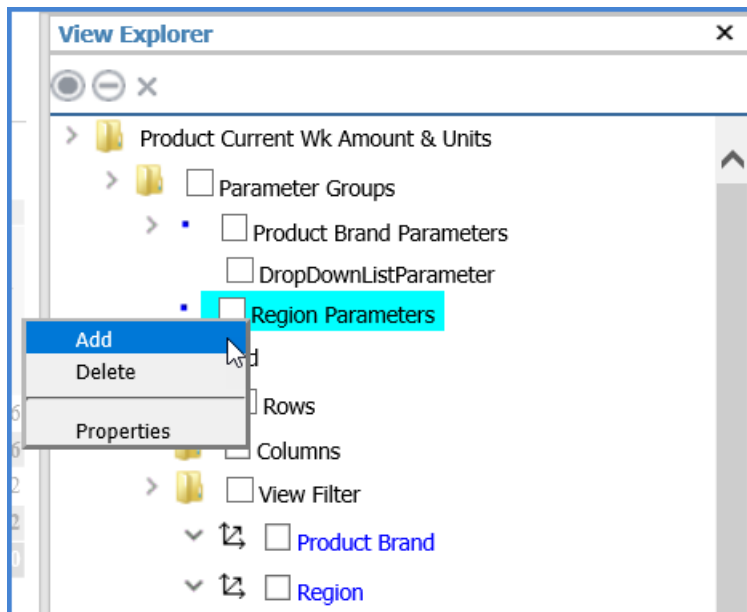 View Explorer
Product Current Wk Amount & Units
Parameter Groups
Product Brand Parameters
DropDownListParameter
Region Parameters
Add
Delete
Properties
Rows
Columns
View Filter
Product Brand
Region